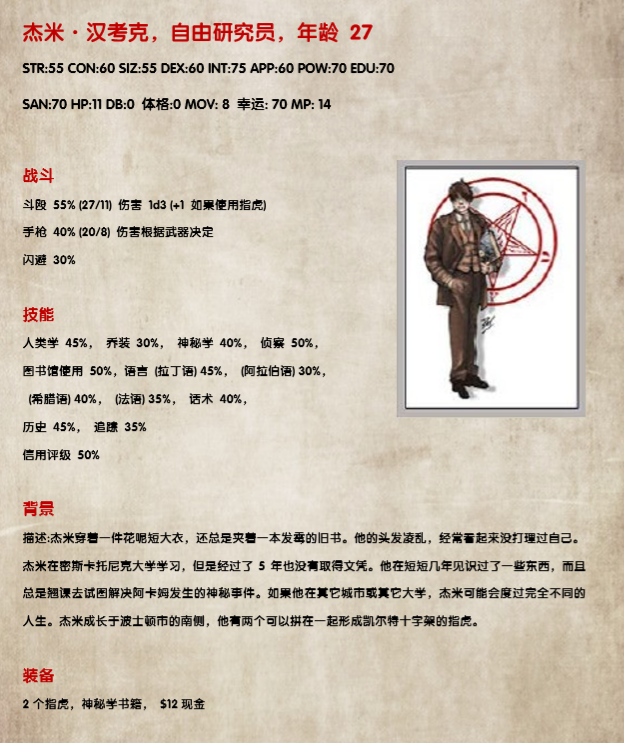 杰米·汉考克，自由研究员，年龄 27
STR:55 CON:60 SIZ:55 DEX:60 INT:75 APP:60 POW:70 EDU:70
SAN:70 HP:11 DB:0 体格:0 MOV: 8 幸运: 70 MP: 14
战斗
斗殴 55% (27/11) 伤害 1d3 (+1 如果使用指虎)
手枪 40% (20/8) 伤害根据武器决定
闪避 30%
技能
人类学 45%， 乔装 30%， 神秘学 40%， 侦察 50%，
图书馆使用 50%，语言 (拉丁语) 45%， (阿拉伯语) 30%，
(希腊语) 40%， (法语) 35%， 话术 40%，
历史 45%， 追踪 35%
信用评级 50%
背景
描述:杰米穿着一件花呢短大衣，还总是夹着一本发霉的旧书。他的头发凌乱，经常看起来没打理过自己。
杰米在密斯卡托尼克大学学习，但是经过了 5 年也没有取得文凭。他在短短几年见识过了一些东西，而且
总是翘课去试图解决阿卡姆发生的神秘事件。如果他在其它城市或其它大学，杰米可能会度过完全不同的
人生。杰米成长于波士顿市的南侧，他有两个可以拼在一起形成凯尔特十字架的指虎。
装备
2 个指虎，神秘学书籍， $12 现金